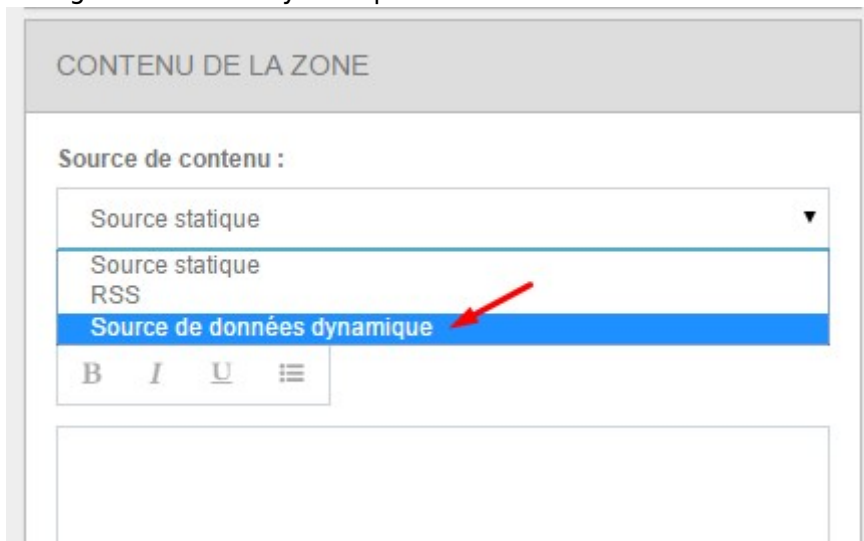 CONTENU DE LA ZONE
Source de contenu :
Source statique
Source statique
RSS
Source de données dynamique
B I U